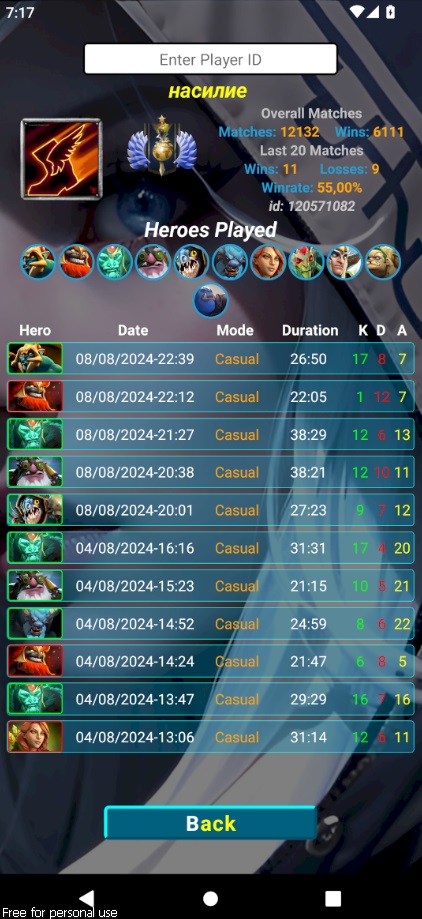 7:17
Enter Player ID
насилие
Overall Matches
Matches: 12132 Wins: 6111
Last 20 Matches
Wins: 11 Losses: 9
Winrate: 55,00%
id: 120571082
Heroes Played
Hero Date Mode Duration K D A
08/08/2024-22:39 Casual 26:50 17 8 7
08/08/2024-22:12 Casual 22:05 1 12 7
08/08/2024-21:27 Casual 38:29 12 6 13
08/08/2024-20:38 Casual 38:21 12 10 11
08/08/2024-20:01 Casual 27:23 9 7 12
04/08/2024-16:16 Casual 31:31 17 4 20
04/08/2024-15:23 Casual 21:15 10 5 21
04/08/2024-14:52 Casual 24:59 8 6 22
04/08/2024-14:24 Casual 21:47 6 8 5
04/08/2024-13:47 Casual 29:29 16 7 16
04/08/2024-13:06 Casual 31:14 12 6 11
Back
Free for personal use